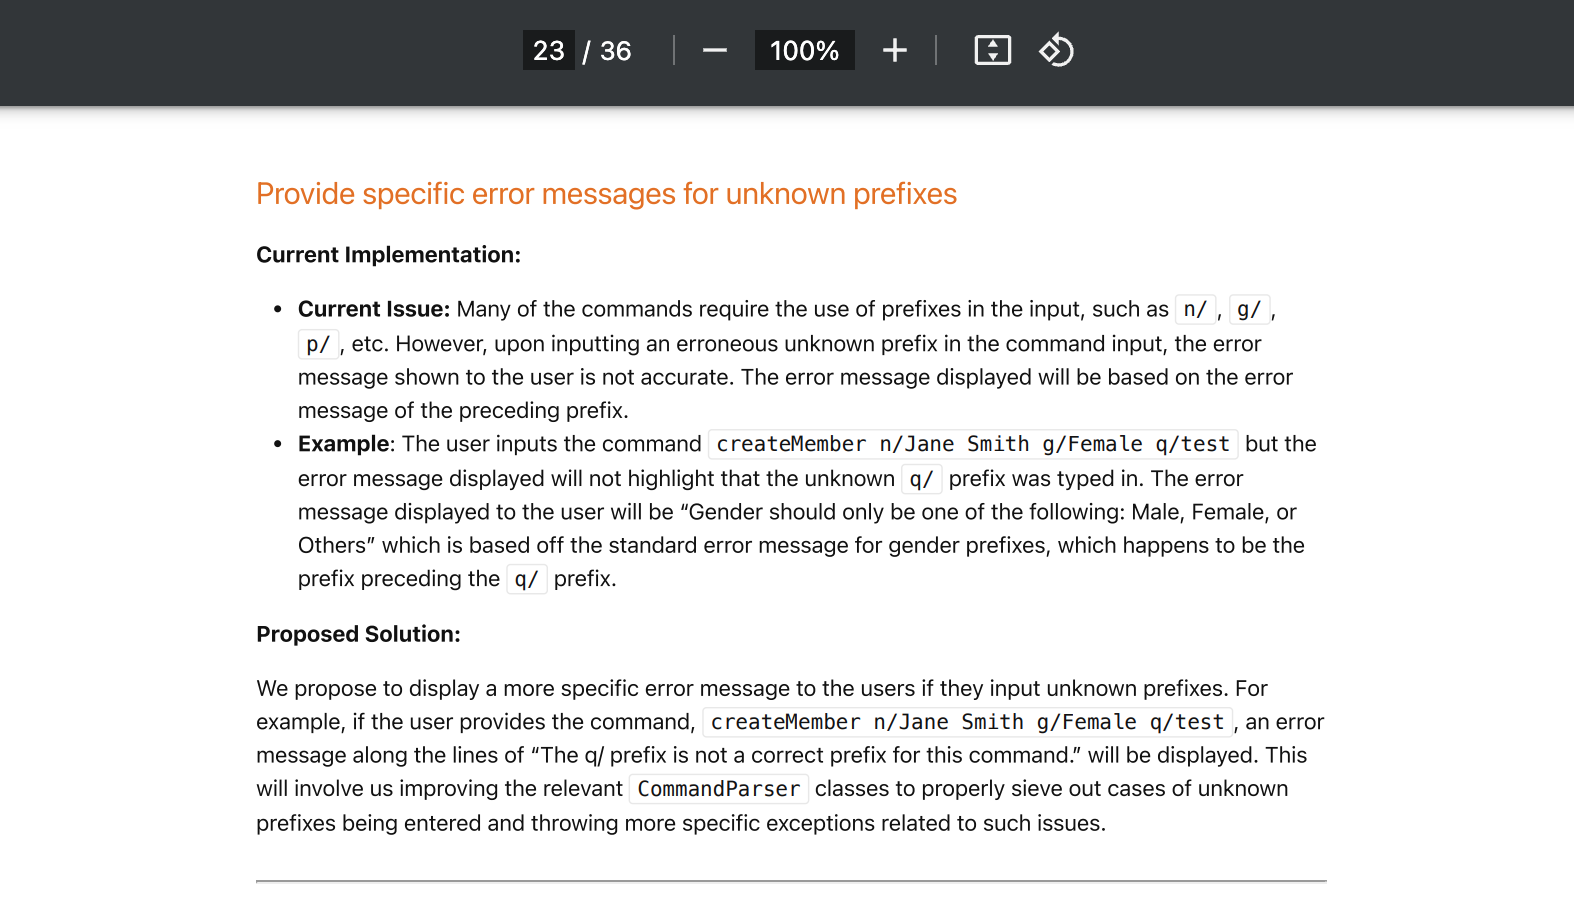 23 / 36 100%
Provide specific error messages for unknown prefixes
Current Implementation:
• Current Issue: Many of the commands require the use of prefixes in the input, such as n/ , g/ ,
p/ , etc. However, upon inputting an erroneous unknown prefix in the command input, the error
message shown to the user is not accurate. The error message displayed will be based on the error
message of the preceding prefix.
• Example: The user inputs the command createMember n/Jane Smith g/Female q/test but the
error message displayed will not highlight that the unknown q/ prefix was typed in. The error
message displayed to the user will be “Gender should only be one of the following: Male, Female, or
Others” which is based off the standard error message for gender prefixes, which happens to be the
prefix preceding the q/ prefix.
Proposed Solution:
We propose to display a more specific error message to the users if they input unknown prefixes. For
example, if the user provides the command, createMember n/Jane Smith g/Female q/test , an error
message along the lines of “The q/ prefix is not a correct prefix for this command.” will be displayed. This
will involve us improving the relevant CommandParser classes to properly sieve out cases of unknown
prefixes being entered and throwing more specific exceptions related to such issues.